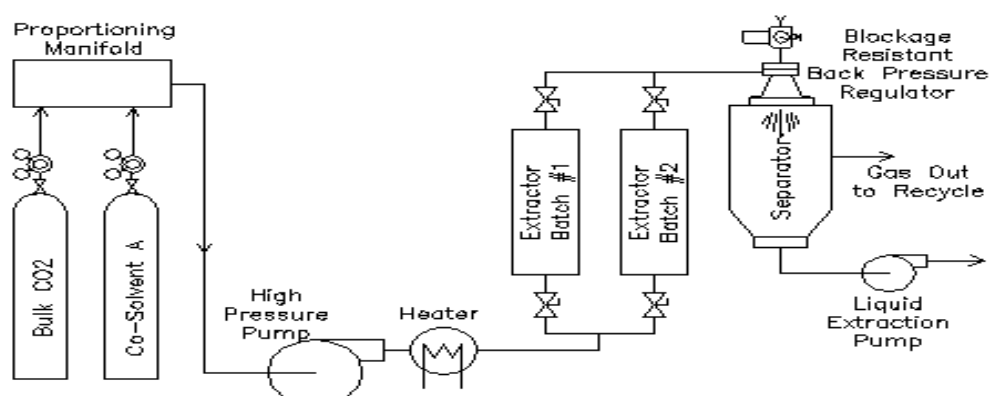 Proportioning
Manifold
Bulk CO2
Co-Solvent A
High
Pressure
Pump
Heater
Extractor
Batch #1
Extractor
Batch #2
Blockage
Resistant
Back Pressure
Regulator
Separator
Gas Out
to Recycle
Liquid
Extraction
Pump